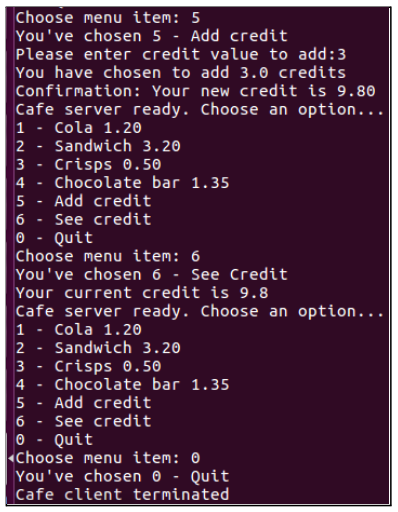 Choose menu item: 5
You've chosen 5 - Add credit
Please enter credit value to add:3
You have chosen to add 3.0 credits
Confirmation: Your new credit is 9.80
Cafe server ready. Choose an option...
1 - Cola 1.20
2 - Sandwich 3.20
3 - Crisps 0.50
4 - Chocolate bar 1.35
5 - Add credit
6 - See credit
0 - Quit
Choose menu item: 6
You've chosen 6 - See Credit
Your current credit is 9.8
Cafe server ready. Choose an option...
1 - Cola 1.20
2 - Sandwich 3.20
3 - Crisps 0.50
4 - Chocolate bar 1.35
5 - Add credit
6 - See credit
0 - Quit
Choose menu item: 0
You've chosen 0 - Quit
Cafe client terminated